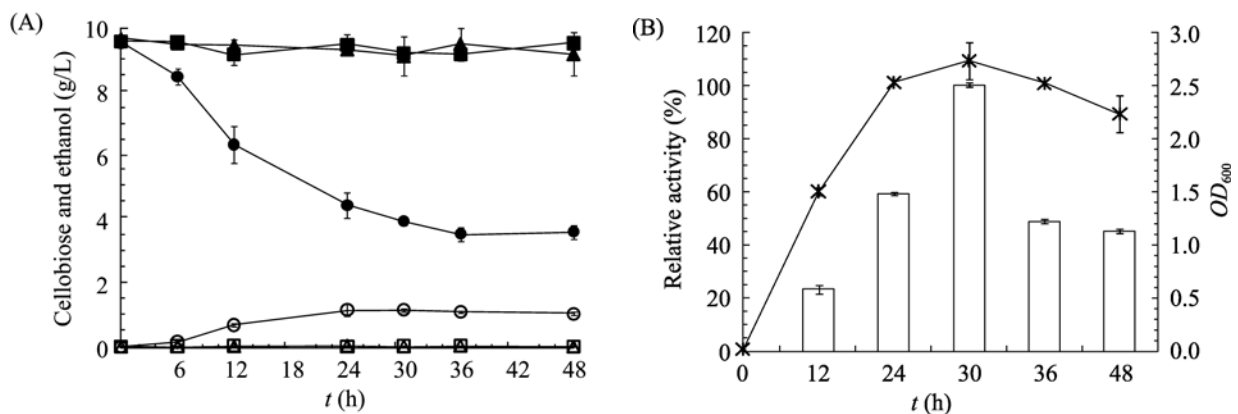 (A)
Cellobiose and ethanol (g/L)
10
8
6
4
2
0
6 12 18 24 30 36 42 48
t (h)
(B)
Relative activity (%)
120
100
80
60
40
20
0
0 12 24 30 36 48
t (h)
3.0
2.5
2.0
1.5
1.0
0.5
0.0
OD600